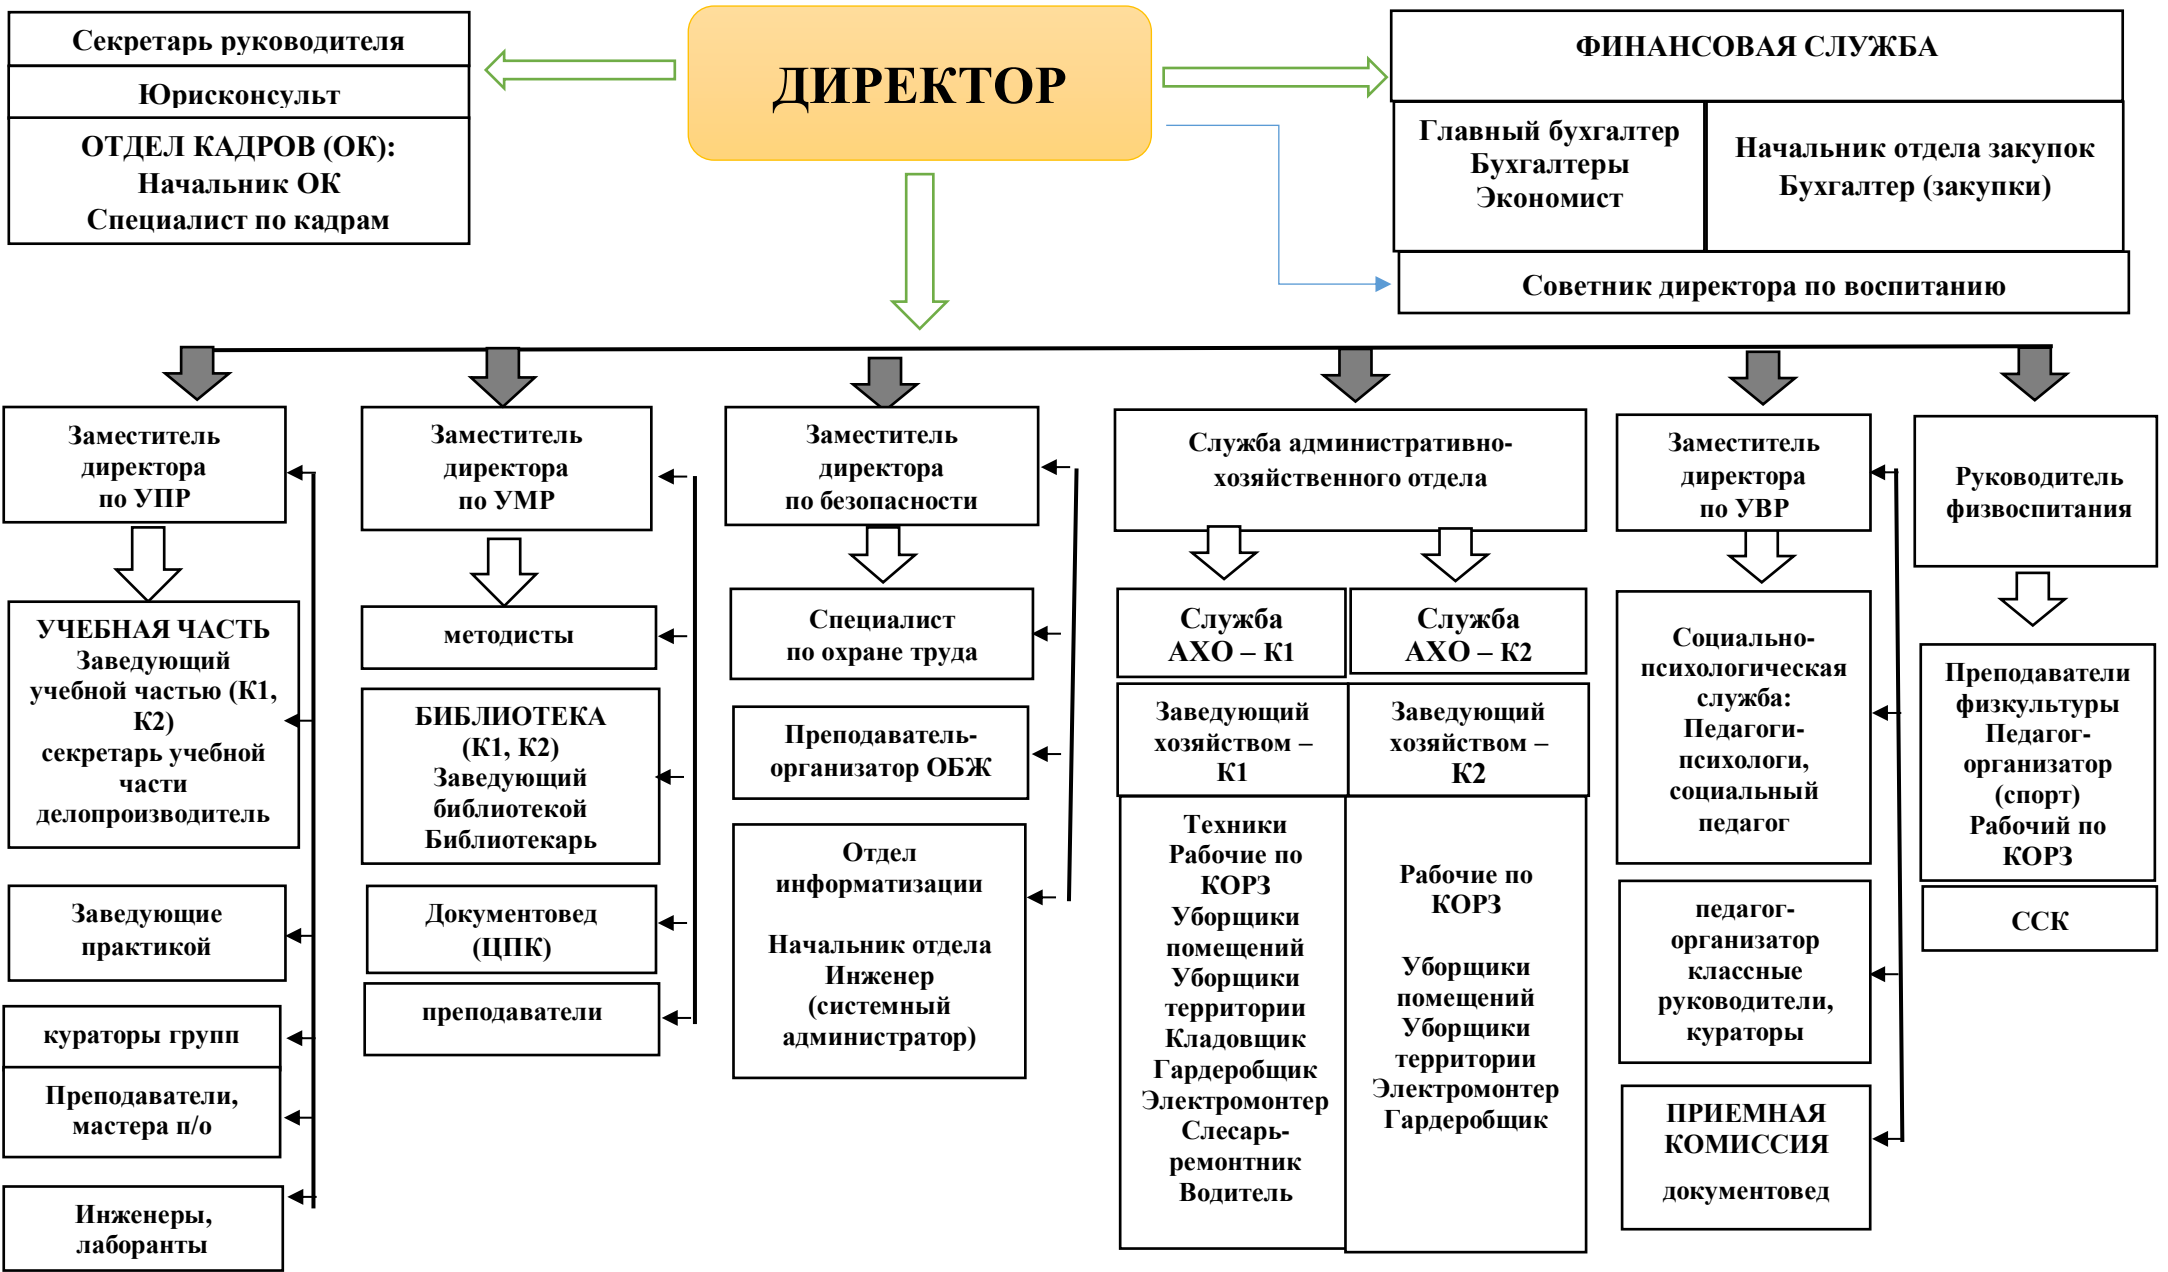 Секретарь руководителя
Юрисконсульт
ОТДЕЛ КАДРОВ (ОК):
Начальник ОК
Специалист по кадрам
ДИРЕКТОР
ФИНАНСОВАЯ СЛУЖБА
Главный бухгалтер
Бухгалтеры
Экономист
Начальник отдела закупок
Бухгалтер (закупки)
Советник директора по воспитанию
Заместитель
директора
по УПР
УЧЕБНАЯ ЧАСТЬ
Заведующий
учебной частью (К1,
К2)
секретарь учебной
части
делопроизводитель
Заведующие
практикой
кураторы групп
Преподаватели,
мастера п/о
Инженеры,
лаборанты
Заместитель
директора
по УМР
методисты
БИБЛИОТЕКА
(К1, К2)
Заведующий
библиотекой
Библиотекарь
Документовед
(ЦПК)
преподаватели
Заместитель
директора
по безопасности
Специалист
по охране труда
Преподаватель-
организатор ОБЖ
Отдел
информатизации
Начальник отдела
Инженер
(системный
администратор)
Служба административно-
хозяйственного отдела
Служба
АХО – К1
Заведующий
хозяйством –
К1
Техники
Рабочие по
КОРЗ
Уборщики
помещений
Уборщики
территории
Кладовщик
Гардеробщик
Электромонтер
Слесарь-
ремонтник
Водитель
Служба
АХО – К2
Заведующий
хозяйством –
К2
Рабочие по
КОРЗ
Уборщики
помещений
Уборщики
территории
Электромонтер
Гардеробщик
Заместитель
директора
по УВР
Социально-
психологическая
служба:
Педагоги-
психологи,
социальный
педагог
педагог-
организатор
классные
руководители,
кураторы
ПРИЕМНАЯ
КОМИССИЯ
документовед
Руководитель
физвоспитания
Преподаватели
физкультуры
Педагог-
организатор
(спорт)
Рабочий по
КОРЗ
ССК